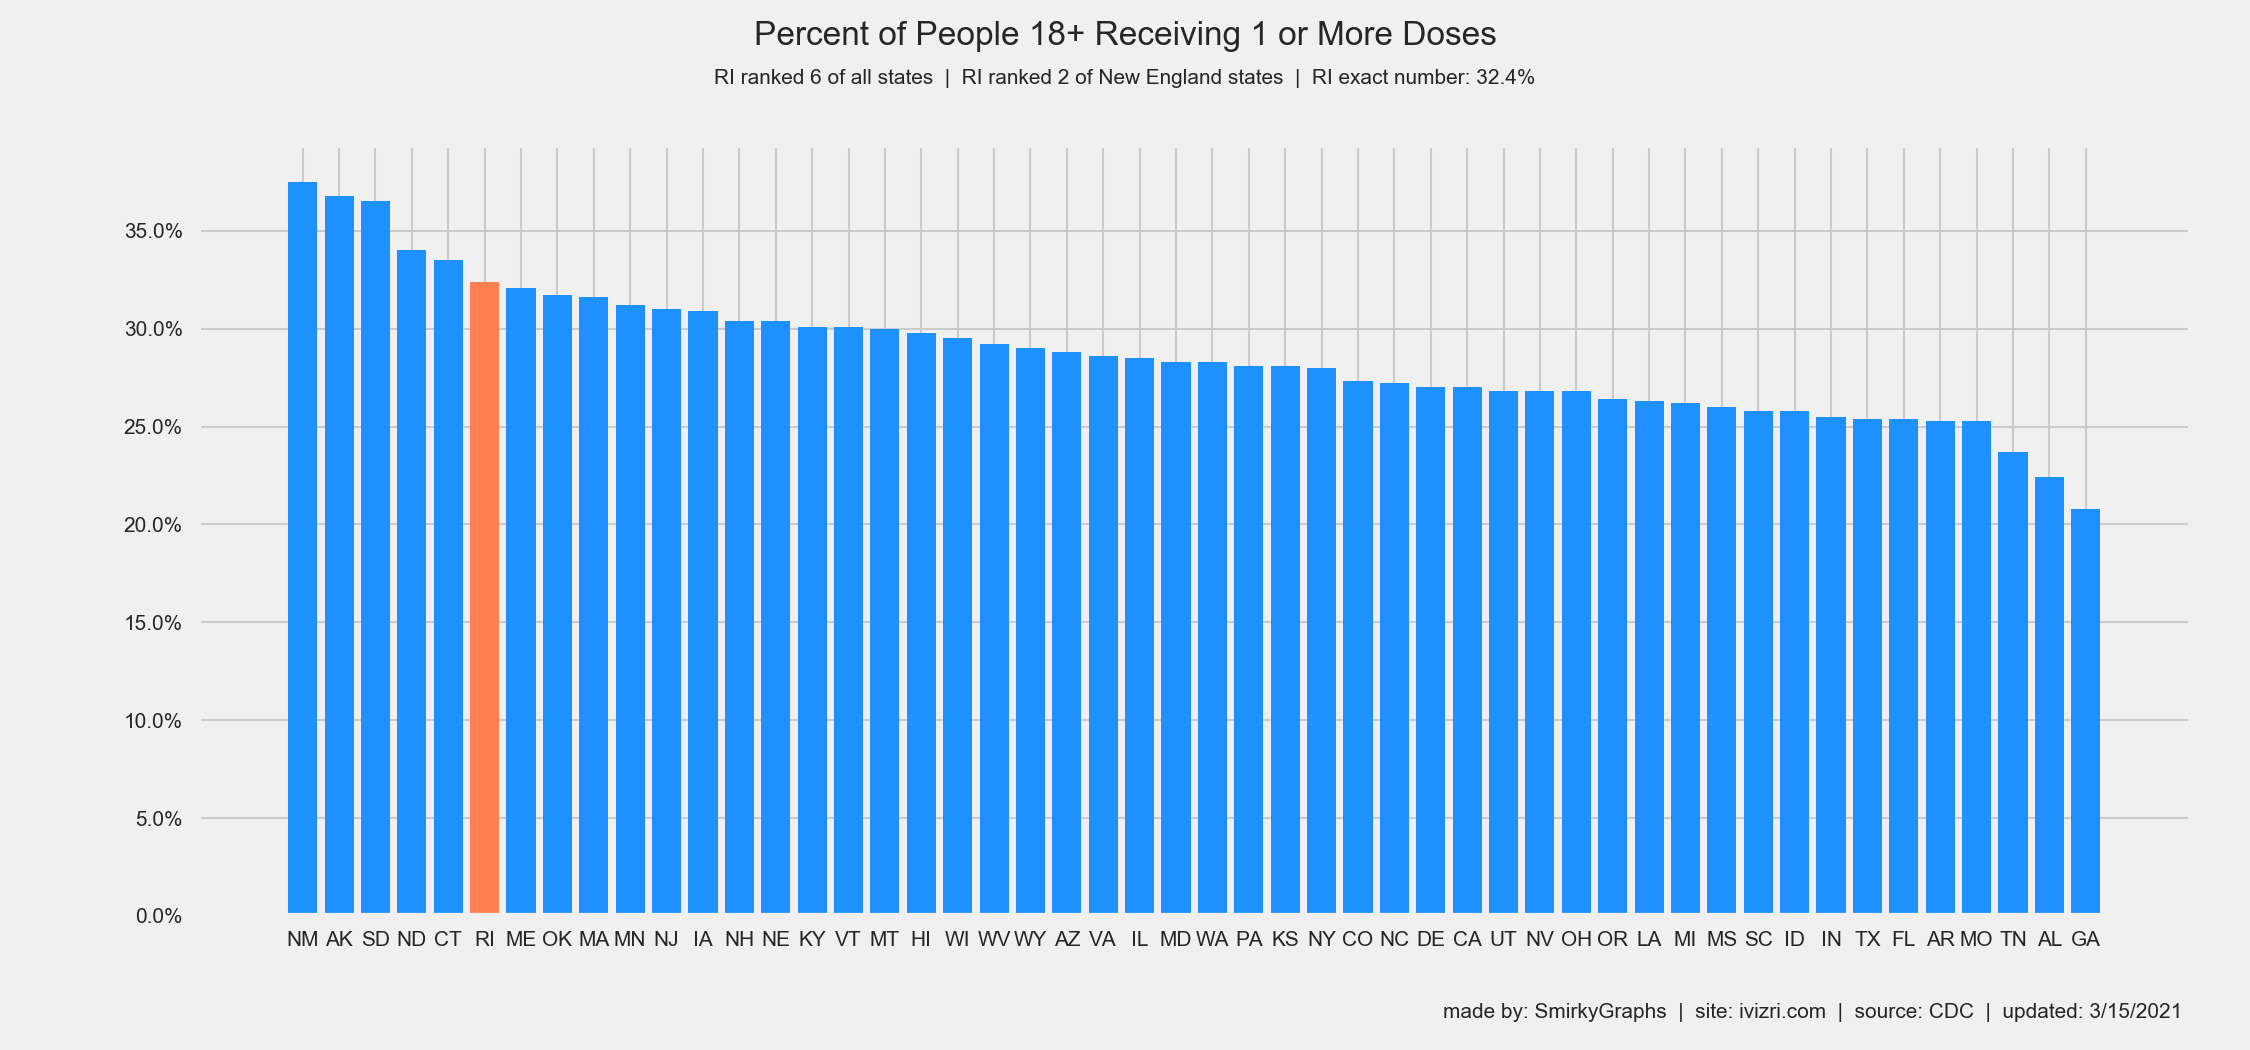 Percent of People 18+ Receiving 1 or More Doses
RI ranked 6 of all states | RI ranked 2 of New England states | RI exact number: 32.4%
35.0%
30.0%
25.0%
20.0%
15.0%
10.0%
5.0%
0.0%
NM AK SD ND CT RI ME OK MA MN NJ IA NH NE KY VT MT HI WI WV WY AZ VA IL MD WA PA KS NY CO NC DE CA UT NV OH OR LA MI MS SC ID IN TX FL AR MO TN AL GA
made by: SmirkyGraphs | site: ivizri.com | source: CDC | updated: 3/15/2021